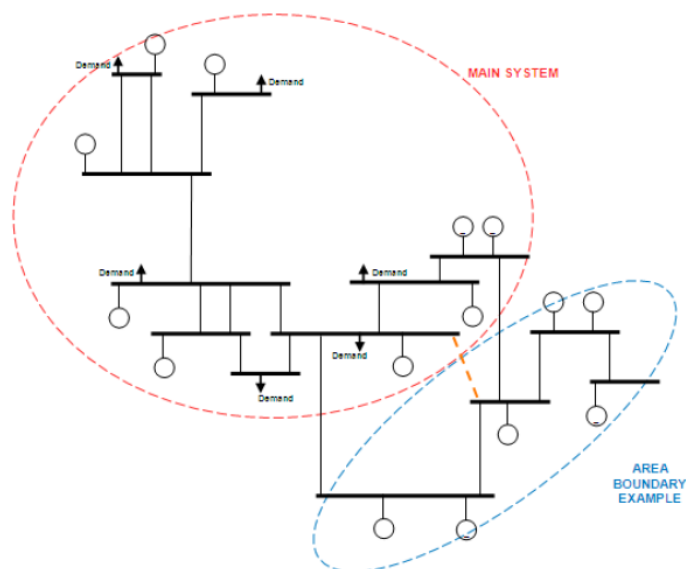 Demand
MAIN SYSTEM
Demand
Demand
Demand
Demand
Demand
AREA
BOUNDARY
EXAMPLE